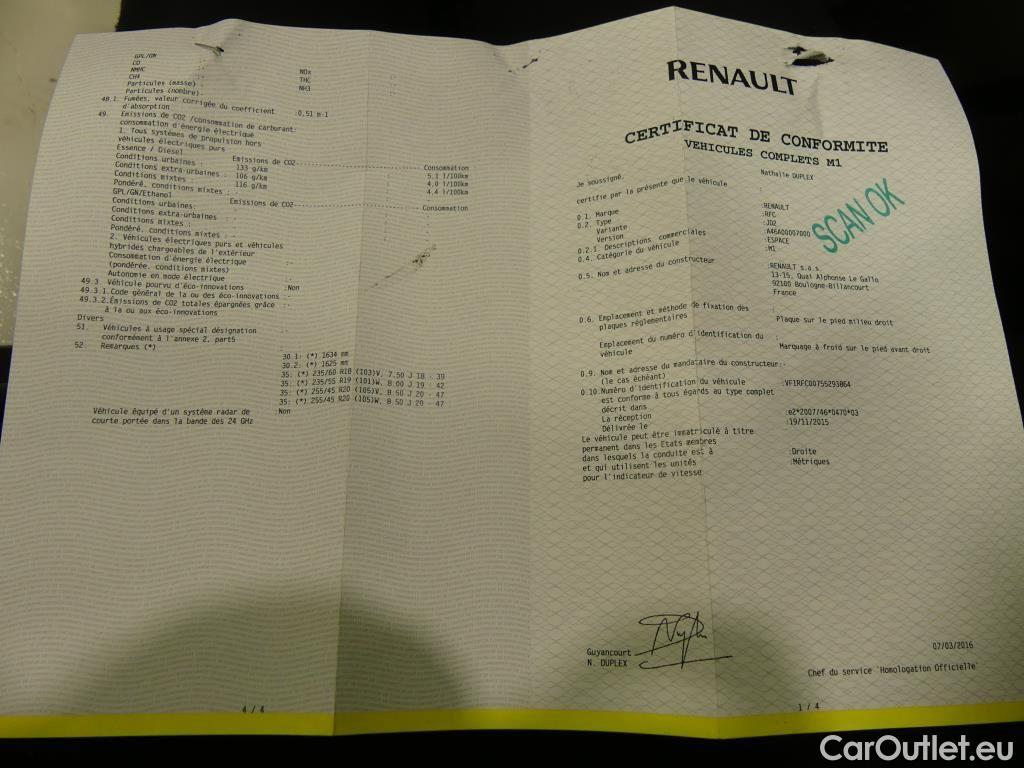 GPL/GN
CO :- NOx
NMHC :- THC
CH4 :- NH3
Particules (masse) :-
Particules (nombre):-
48.1. Fumées, valeur corrigée du coefficient
d'absorption :0,51 m-1
49. Emissions de CO2 /consommation de carburant:
consommation d'énergie électrique
1. Tous systèmes de propulsion hors
véhicules électriques purs
Essence / Diesel Emissions de CO2 Consommation
Conditions urbaines : 133 g/km 5.1 l/100km
Conditions extra-urbaines : 106 g/km 4.0 l/100km
Conditions mixtes : 116 g/km 4.4 l/100km
Pondéré, conditions mixtes : -
GPL/GN/Ethanol Emissions de CO2 Consommation
Conditions urbaines: -
Conditions extra-urbaines : -
Conditions mixtes : -
Pondéré, conditions mixtes : -
2. Véhicules électriques purs et véhicules
hybrides chargeables de l'extérieur
Consommation d'énergie électrique :-
(pondérée, conditions mixtes)
Autonomie en mode électrique :-
49.3. Véhicule pourvu d'éco-innovations :Non
49.3.1.Code général de la ou des éco-innovations :-
49.3.2.Émissions de CO2 totales épargnées grâce :-
à la ou aux éco-innovations
Divers
51. Véhicules à usage spécial désignation :-
conformément à l'annexe 2, part5
52. Remarques (*) :
30.1: (*) 1634 mm
30.2: (*) 1625 mm
35: (*) 235/60 R18 (103)W, 7.50 J 18 - 39
35: (*) 235/55 R19 (101)W, 8.00 J 19 - 42
35: (*) 255/45 R20 (105)V, 8.50 J 20 - 47
35: (*) 255/45 R20 (105)W, 8.50 J 20 - 47
Véhicule équipé d'un système radar de :Non
courte portée dans la bande des 24 GHz
4 / 4
RENAULT
CERTIFICAT DE CONFORMITE
VEHICULES COMPLETS M1
Je soussigné, Nathalie DUPLEX
certifie par la présente que le véhicule :
0.1. Marque :RENAULT
0.2. Type :RFC
Variante :JD2
Version :A46A00007000
0.2.1 Descriptions commerciales :ESPACE
0.4. Catégorie du véhicule :M1
0.5. Nom et adresse du constructeur :RENAULT s.a.s.
13-15, Quai Alphonse Le Gallo
92100 Boulogne-Billancourt
France
SCAN OK
0.6. Emplacement et méthode de fixation des :
plaques réglementaires Plaque sur le pied milieu droit
Emplacement du numéro d'identification du :
véhicule Marquage à froid sur le pied avant droit
0.9. Nom et adresse du mandataire du constructeur:-
(le cas échéant)
0.10.Numéro d'identification du véhicule :VF1RFC00755293864
est conforme à tous égards au type complet
décrit dans
La réception :e2*2007/46*0470*03
Délivrée le :19/11/2015
Le véhicule peut être immatriculé à titre
permanent dans les Etats membres
dans lesquels la conduite est à :Droite
et qui utilisent les unités :Métriques
pour l'indicateur de vitesse
Guyancourt
N. DUPLEX
07/03/2016
Chef du service 'Homologation Officielle'
1 / 4
CarOutlet.eu